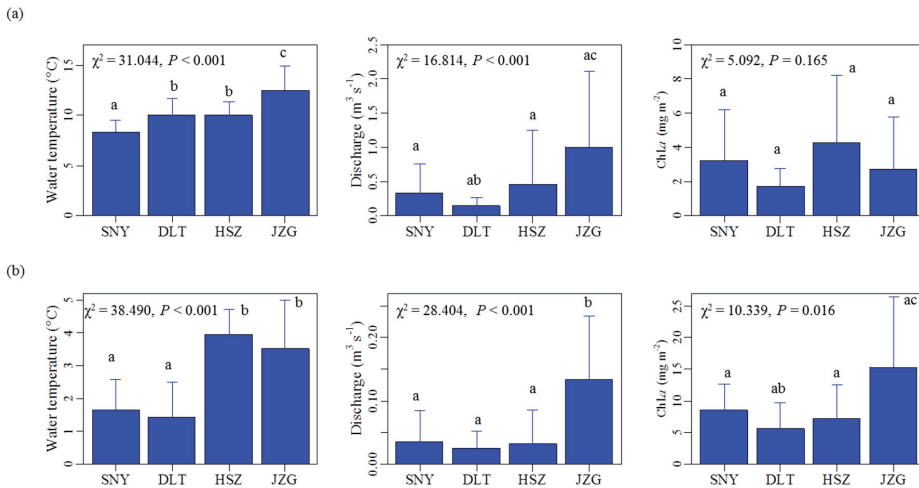 (a)
χ² = 31.044, P < 0.001
a
b
b
c
Water temperature (°C)
0
5
10
15
SNY DLT HSZ JZG
χ² = 16.814, P < 0.001
a
ab
a
ac
Discharge (m³ s⁻¹)
0.0
0.5
1.0
1.5
2.0
2.5
SNY DLT HSZ JZG
χ² = 5.092, P = 0.165
a
a
a
a
Chl.a (mg m⁻²)
0
2
4
6
8
10
SNY DLT HSZ JZG
(b)
χ² = 38.490, P < 0.001
a
a
b
b
Water temperature (°C)
0
1
2
3
4
5
SNY DLT HSZ JZG
χ² = 28.404, P < 0.001
a
a
a
b
Discharge (m³ s⁻¹)
0.00
0.10
0.20
SNY DLT HSZ JZG
χ² = 10.339, P = 0.016
a
ab
a
ac
Chl.a (mg m⁻²)
0
5
10
15
20
25
SNY DLT HSZ JZG